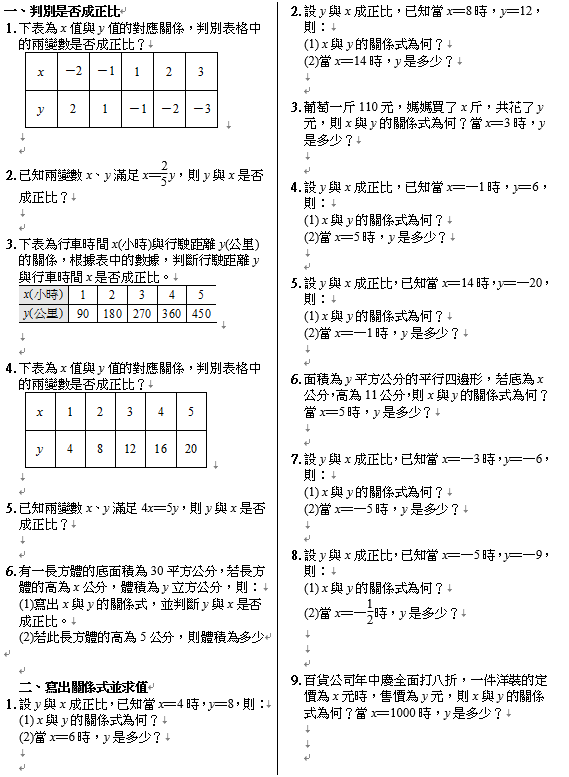 一、判別是否成正比
1.下表為 x 值與 y 值的對應關係，判別表格中
的兩變數是否成正比？
x −2 −1 1 2 3
y 2 1 −1 −2 −3
2.已知兩變數 x、y 滿足 x=2/5y，則 y 與 x 是否
成正比？
3.下表為行車時間 x(小時)與行駛距離 y(公里)
的關係，根據表中的數據，判斷行駛距離 y
與行車時間 x 是否成正比。
x(小時) 1 2 3 4 5
y(公里) 90 180 270 360 450
4.下表為 x 值與 y 值的對應關係，判別表格中
的兩變數是否成正比？
x 1 2 3 4 5
y 4 8 12 16 20
5.已知兩變數 x、y 滿足 4x=5y，則 y 與 x 是否
成正比？
6.有一長方體的底面積為 30 平方公分，若長方
體的高為 x 公分，體積為 y 立方公分，則：
(1)寫出 x 與 y 的關係式，並判斷 y 與 x 是否
成正比。
(2)若此長方體的高為 5 公分，則體積為多少
二、寫出關係式並求值
1.設 y 與 x 成正比，已知當 x=4 時，y=8，則：
(1) x 與 y 的關係式為何？
(2)當 x=6 時，y 是多少？
2.設 y 與 x 成正比，已知當 x=8 時，y=12，
則：
(1) x 與 y 的關係式為何？
(2)當 x=14 時，y 是多少？
3.葡萄一斤 110 元，媽媽買了 x 斤，共花了 y
元，則 x 與 y 的關係式為何？當 x=3 時，y
是多少？
4.設 y 與 x 成正比，已知當 x=−1 時，y=6，
則：
(1) x 與 y 的關係式為何？
(2)當 x=5 時，y 是多少？
5.設 y 與 x 成正比，已知當 x=14 時，y=−20，
則：
(1) x 與 y 的關係式為何？
(2)當 x=−1 時，y 是多少？
6.面積為 y 平方公分的平行四邊形，若底為 x
公分，高為 11 公分，則 x 與 y 的關係式為何？
當 x=5 時，y 是多少？
7.設 y 與 x 成正比，已知當 x=−3 時，y=−6，
則：
(1) x 與 y 的關係式為何？
(2)當 x=−5 時，y 是多少？
8.設 y 與 x 成正比，已知當 x=−5 時，y=−9，
則：
(1) x 與 y 的關係式為何？
(2)當 x=−1/2 時，y 是多少？
9.百貨公司年中慶全面打八折，一件洋裝的定
價為 x 元時，售價為 y 元，則 x 與 y 的關係
式為何？當 x=1000 時，y 是多少？